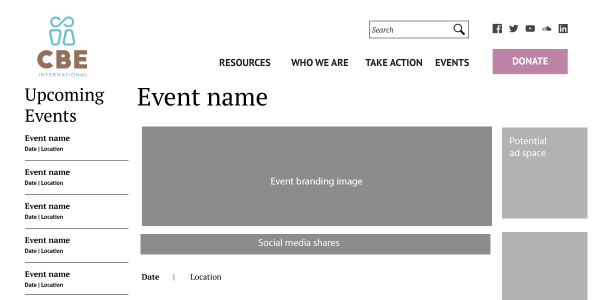 CBE
INTERNATIONAL
Search
RESOURCES
WHO WE ARE
TAKE ACTION
EVENTS
DONATE
Upcoming
Events
Event name
Date | Location
Event name
Date | Location
Event name
Date | Location
Event name
Date | Location
Event name
Date | Location
Event name
Event branding image
Social media shares
Date | Location
Potential
ad space